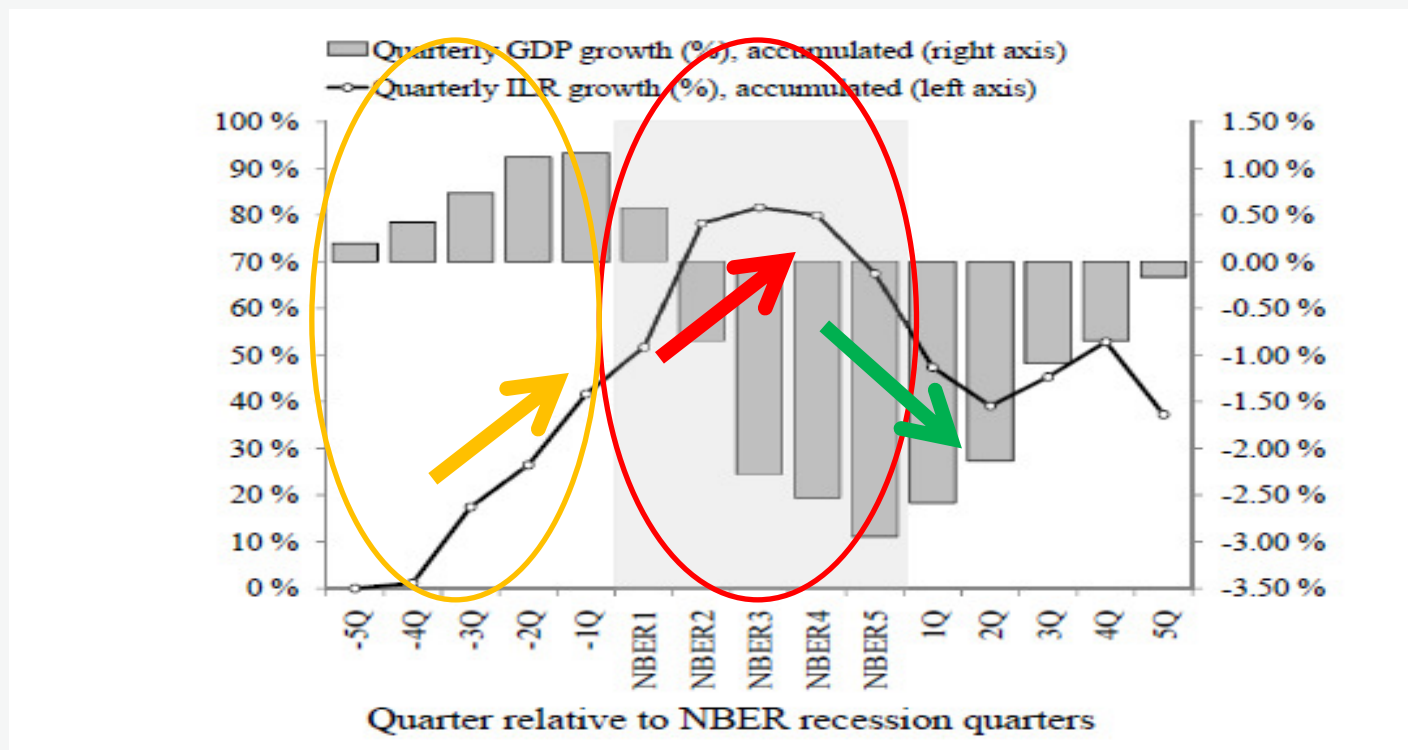 Quarterly GDP growth (%), accumulated (right axis)
Quarterly ILR growth (%), accumulated (left axis)
100 % 1.50 %
90 % 1.00 %
80 % 0.50 %
70 % 0.00 %
60 % -0.50 %
50 % -1.00 %
40 % -1.50 %
30 % -2.00 %
20 % -2.50 %
10 % -3.00 %
0 % -3.50 %
-5Q -4Q -3Q -2Q -1Q NBER1 NBER2 NBER3 NBER4 NBER5 1Q 2Q 3Q 4Q 5Q
Quarter relative to NBER recession quarters